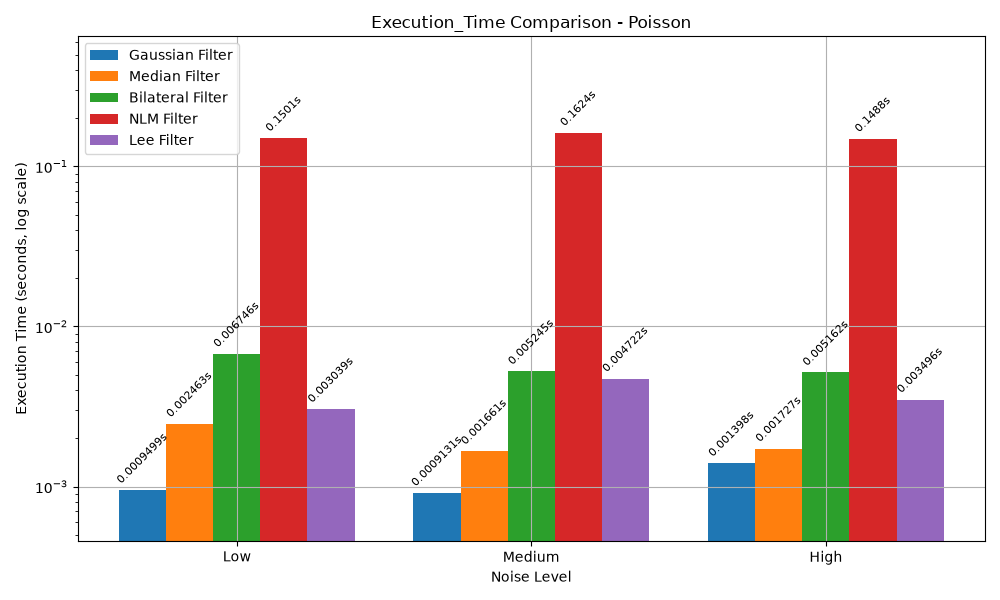 Execution_Time Comparison - Poisson
Gaussian Filter
Median Filter
Bilateral Filter
NLM Filter
Lee Filter
Execution Time (seconds, log scale)
10⁻¹
10⁻²
10⁻³
0.0009499s
0.002463s
0.006746s
0.1501s
0.003039s
0.0009131s
0.001661s
0.005245s
0.1624s
0.004722s
0.001398s
0.001727s
0.005162s
0.1488s
0.003496s
Low
Medium
High
Noise Level